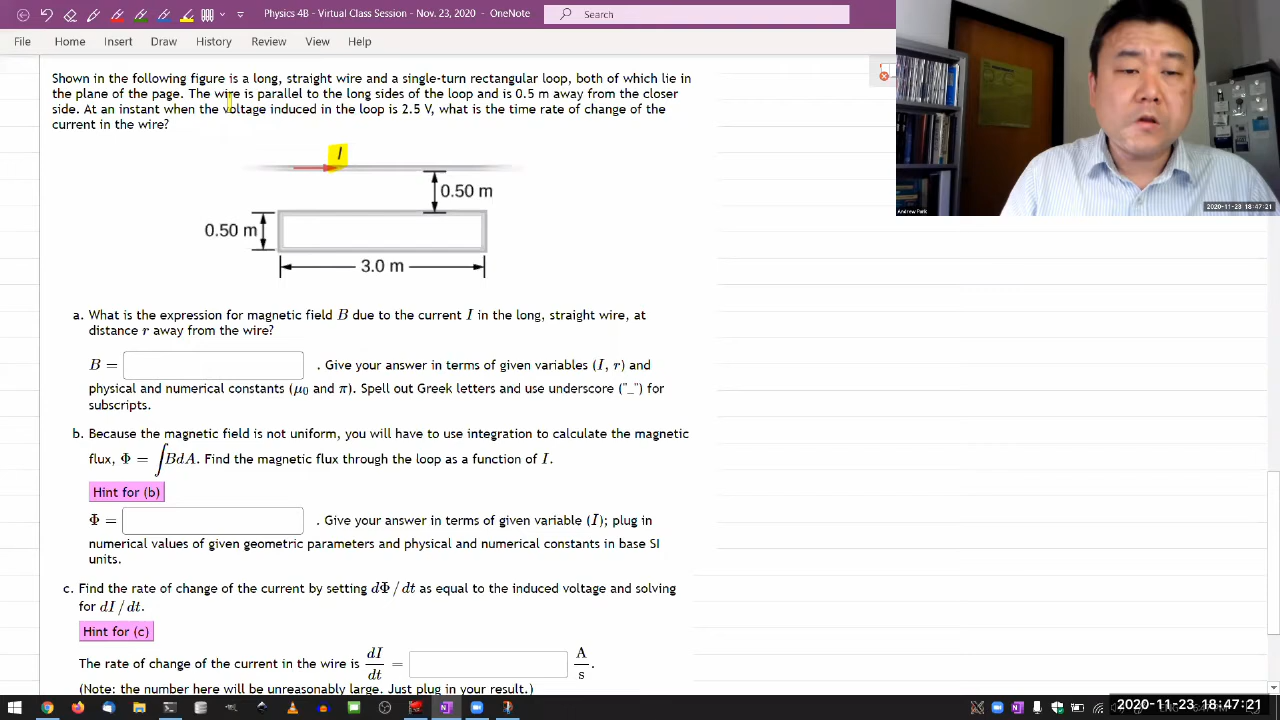 Physics 4B - Virtual Class Session - Nov. 23, 2020 - OneNote
Search
File Home Insert Draw History Review View Help
Shown in the following figure is a long, straight wire and a single-turn rectangular loop, both of which lie in
the plane of the page. The wire is parallel to the long sides of the loop and is 0.5 m away from the closer
side. At an instant when the voltage induced in the loop is 2.5 V, what is the time rate of change of the
current in the wire?
I
0.50 m
0.50 m
3.0 m
a. What is the expression for magnetic field B due to the current I in the long, straight wire, at
distance r away from the wire?
B = . Give your answer in terms of given variables (I, r) and
physical and numerical constants (μ₀ and π). Spell out Greek letters and use underscore ("_") for
subscripts.
b. Because the magnetic field is not uniform, you will have to use integration to calculate the magnetic
flux, Φ = ∫BdA. Find the magnetic flux through the loop as a function of I.
Hint for (b)
Φ = . Give your answer in terms of given variable (I); plug in
numerical values of given geometric parameters and physical and numerical constants in base SI
units.
c. Find the rate of change of the current by setting dΦ/dt as equal to the induced voltage and solving
for dI/dt.
Hint for (c)
The rate of change of the current in the wire is dI/dt = A/s.
(Note: the number here will be unreasonably large. Just plug in your result.)
Andrew Park
2020-11-23 18:47:21
2020-11-23 18:47:21